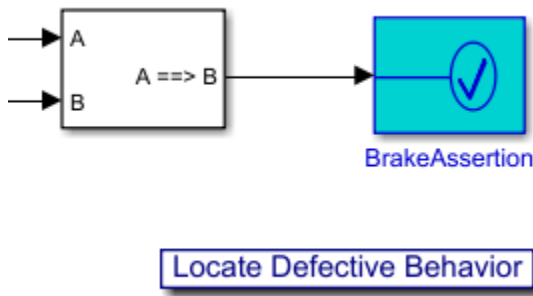 A
A ==> B
B
BrakeAssertion
Locate Defective Behavior